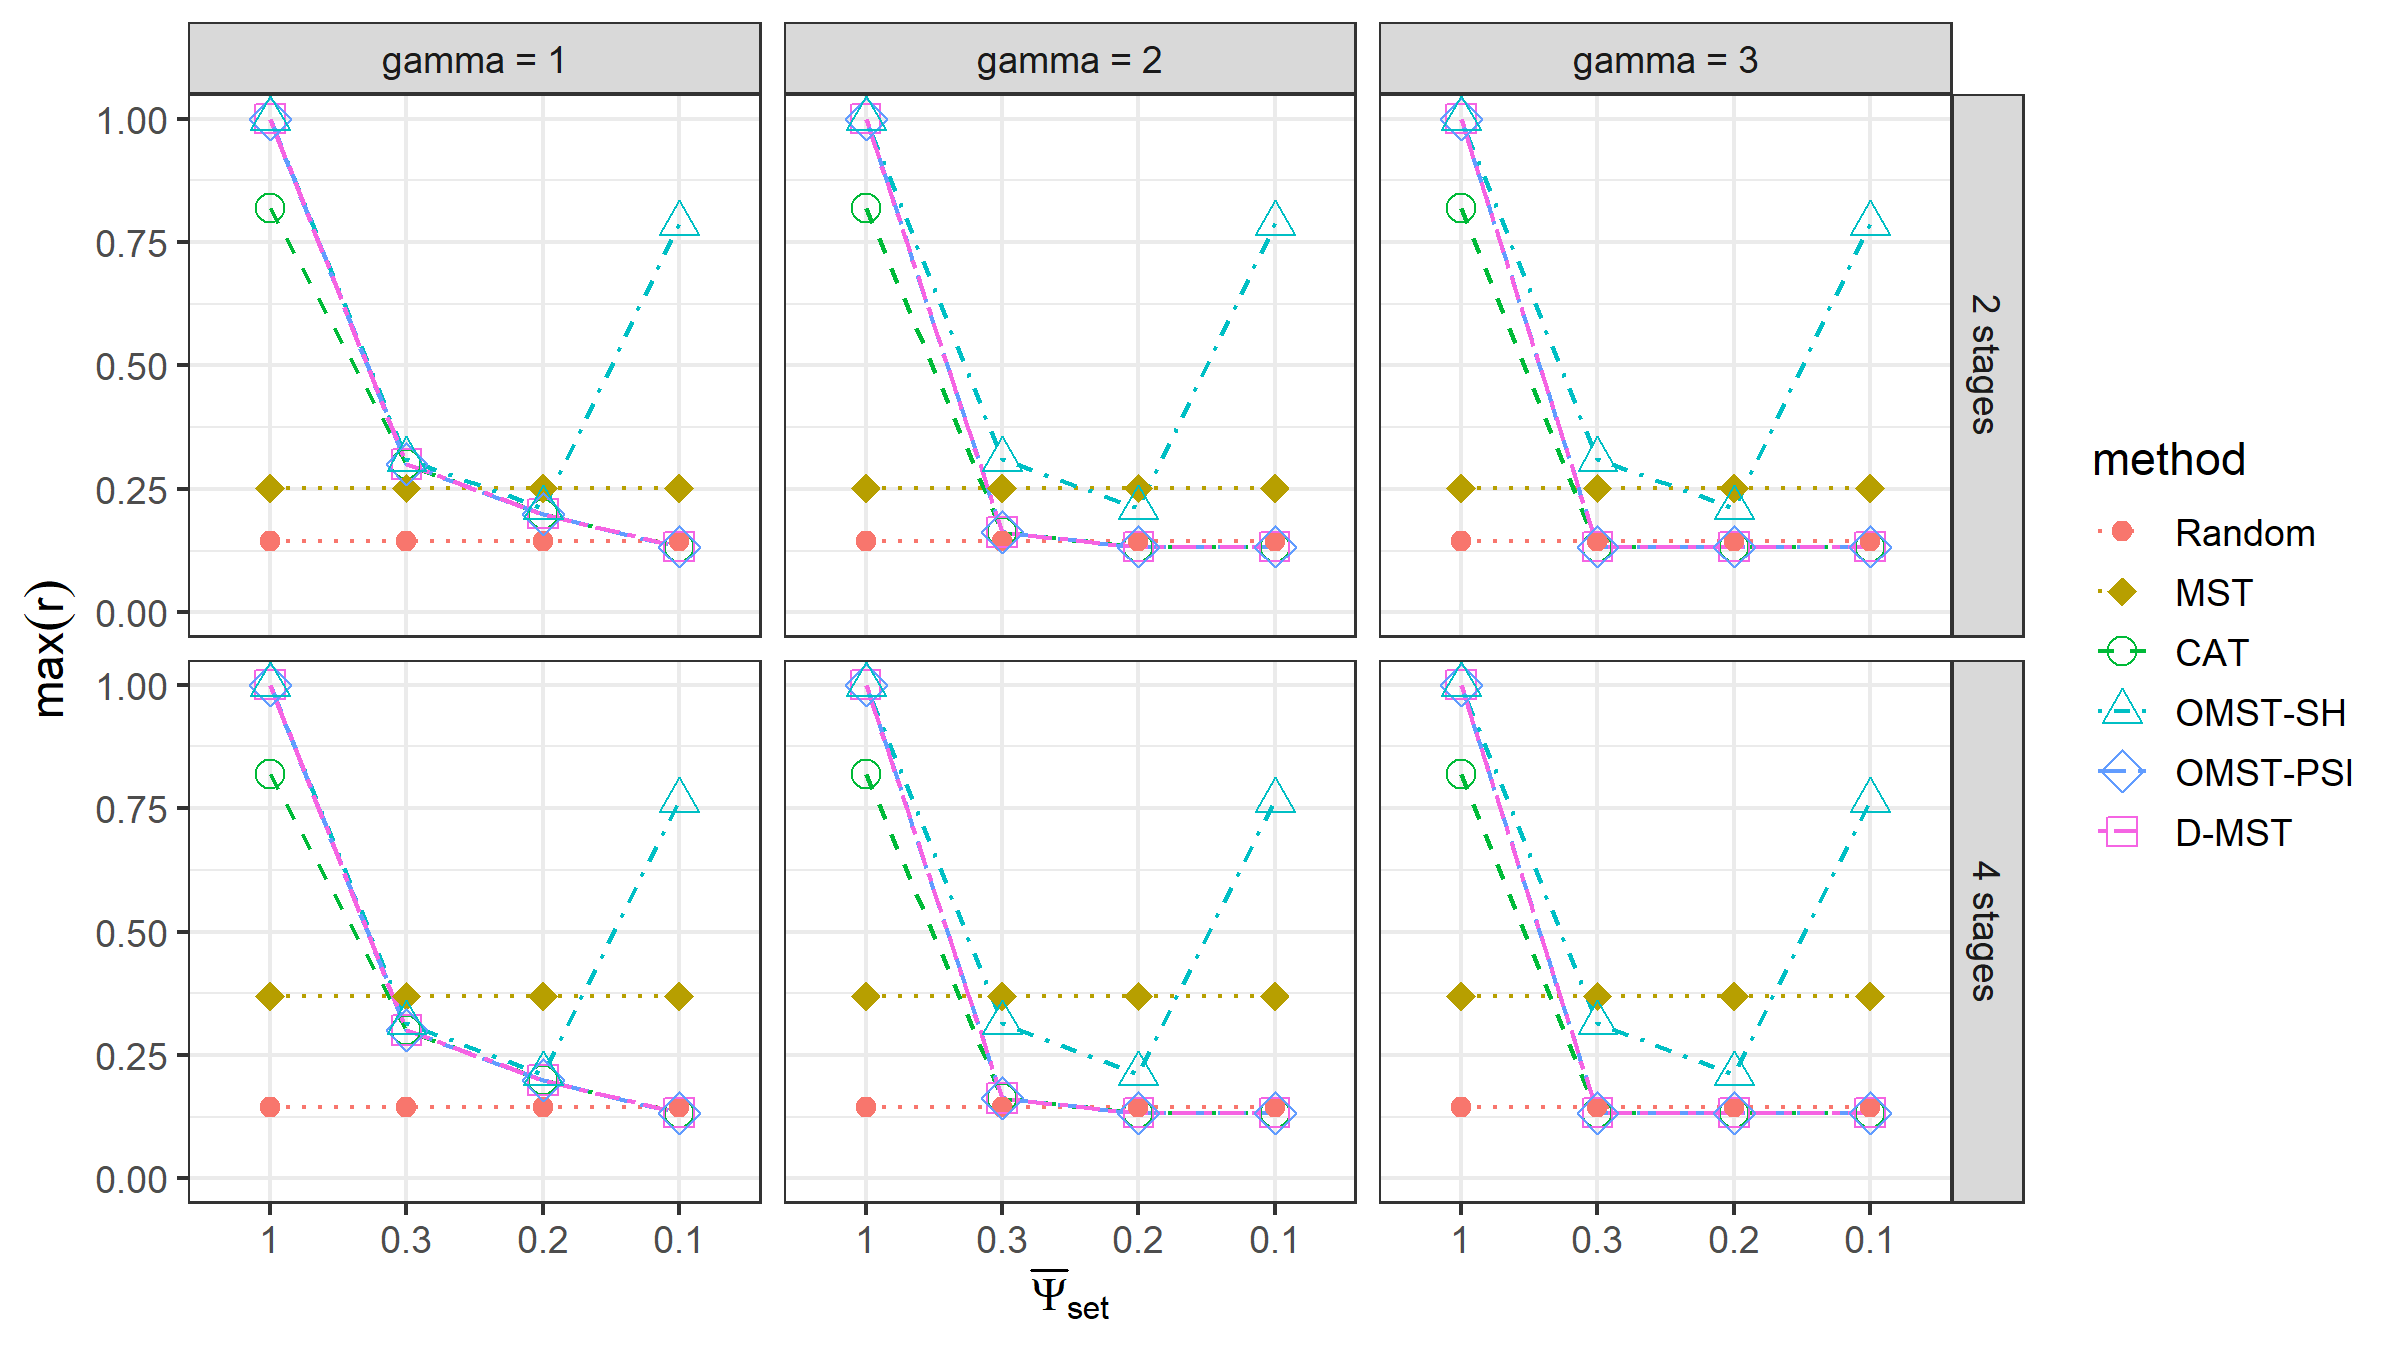 gamma = 1 gamma = 2 gamma = 3
1.00
0.75
0.50
0.25
0.00
2 stages
max(r)
1.00
0.75
0.50
0.25
0.00
4 stages
1 0.3 0.2 0.1 1 0.3 0.2 0.1 1 0.3 0.2 0.1
Ψ̅set
method
Random
MST
CAT
OMST-SH
OMST-PSI
D-MST